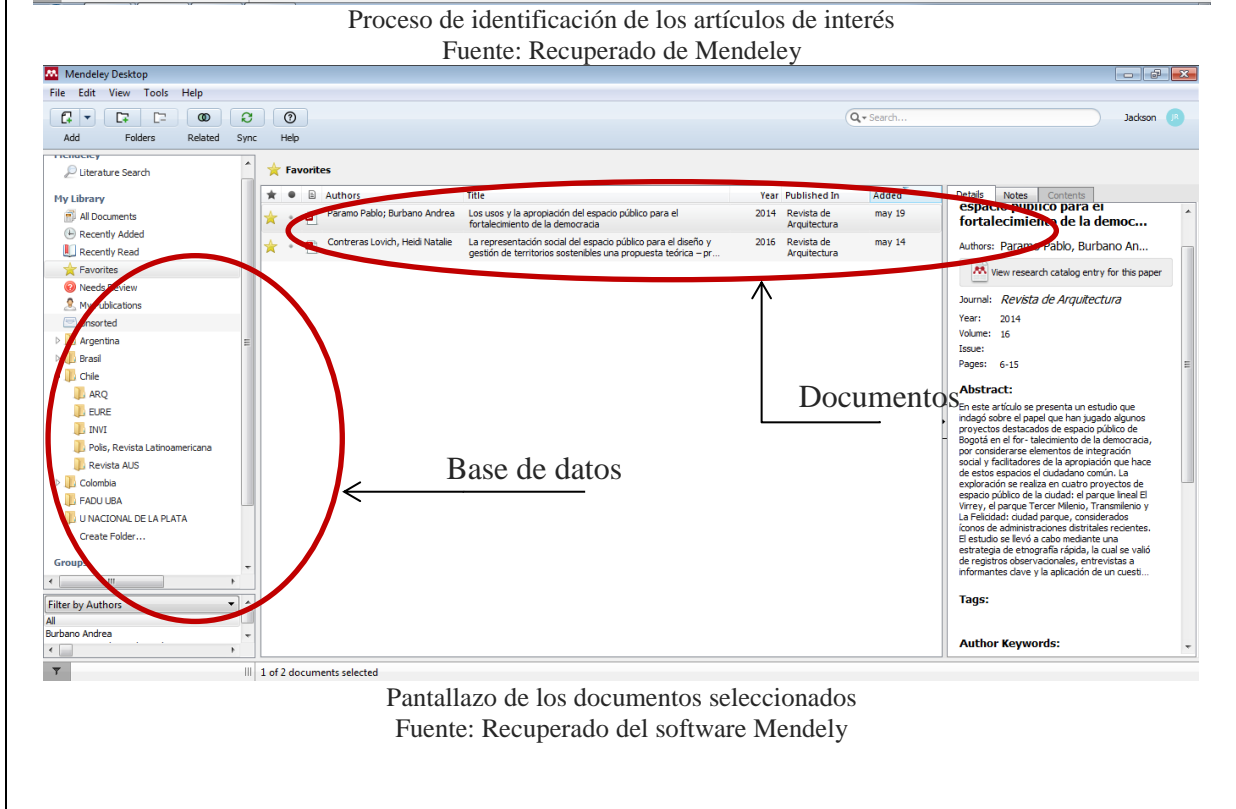 Proceso de identificación de los artículos de interés
Fuente: Recuperado de Mendeley
Mendeley Desktop
File Edit View Tools Help
Add Folders Related Sync Help
Search...
Jackson
Mendeley
Literature Search
My Library
All Documents
Recently Added
Recently Read
Favorites
Needs Review
My Publications
Unsorted
Argentina
Brasil
Chile
ARQ
EURE
INVI
Polis, Revista Latinoamericana
Revista AUS
Colombia
FADU UBA
U NACIONAL DE LA PLATA
Create Folder...
Groups
Filter by Authors
All
Burbano Andrea
Favorites
Authors Title Year Published In Added
Paramo Pablo; Burbano Andrea Los usos y la apropiación del espacio público para el 2014 Revista de may 19
fortalecimiento de la democracia Arquitectura
Contreras Lovich, Heidi Natalie La representación social del espacio público para el diseño y 2016 Revista de may 14
gestión de territorios sostenibles una propuesta teórica – pr... Arquitectura
Documentos
Base de datos
Details Notes Contents
espacio público para el
fortalecimiento de la democ...
Authors: Paramo Pablo, Burbano An...
View research catalog entry for this paper
Journal: Revista de Arquitectura
Year: 2014
Volume: 16
Issue:
Pages: 6-15
Abstract:
En este artículo se presenta un estudio que
indagó sobre el papel que han jugado algunos
proyectos destacados de espacio público de
Bogotá en el for- talecimiento de la democracia,
por considerarse elementos de integración
social y facilitadores de la apropiación que hace
de estos espacios el ciudadano común. La
exploración se realiza en cuatro proyectos de
espacio público de la ciudad: el parque lineal El
Virrey, el parque Tercer Milenio, Transmilenio y
La Felicidad: ciudad parque, considerados
íconos de administraciones distritales recientes.
El estudio se llevó a cabo mediante una
estrategia de etnografía rápida, la cual se valió
de registros observacionales, entrevistas a
informantes clave y la aplicación de un cuesti...
Tags:
Author Keywords:
1 of 2 documents selected
Pantallazo de los documentos seleccionados
Fuente: Recuperado del software Mendely